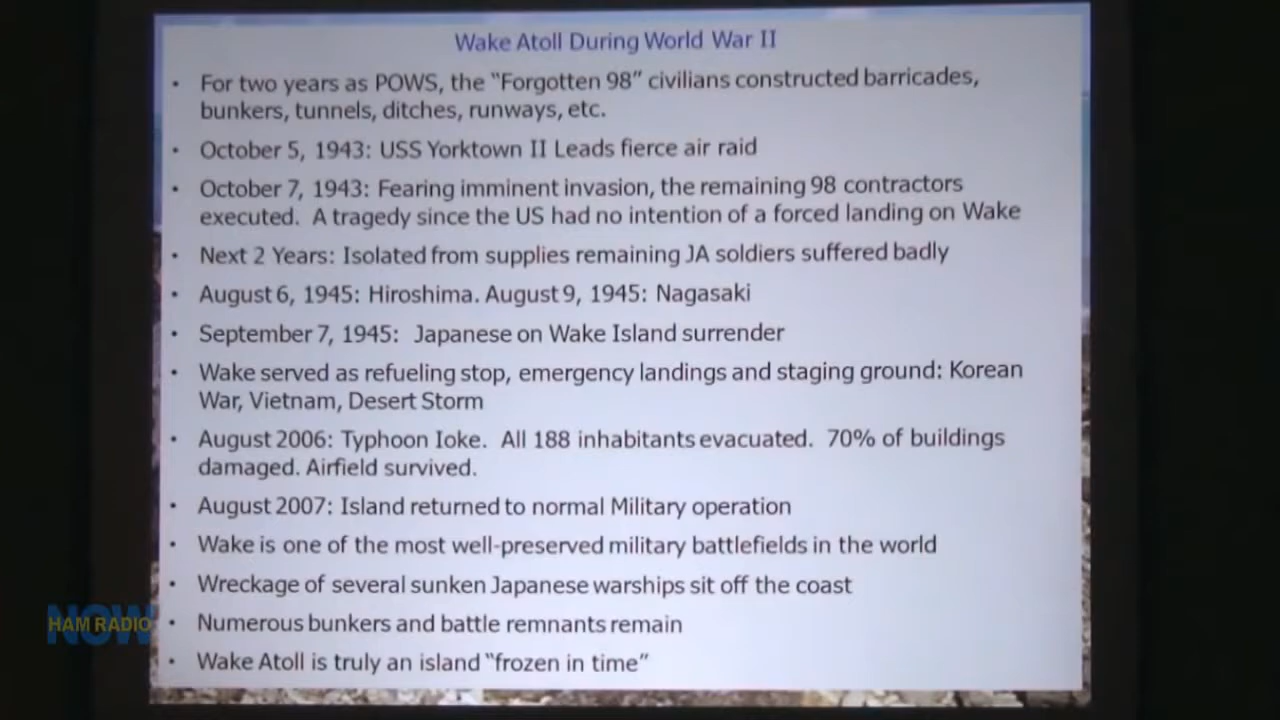 Wake Atoll During World War II
• For two years as POWS, the "Forgotten 98" civilians constructed barricades,
bunkers, tunnels, ditches, runways, etc.
• October 5, 1943: USS Yorktown II Leads fierce air raid
• October 7, 1943: Fearing imminent invasion, the remaining 98 contractors
executed. A tragedy since the US had no intention of a forced landing on Wake
• Next 2 Years: Isolated from supplies remaining JA soldiers suffered badly
• August 6, 1945: Hiroshima. August 9, 1945: Nagasaki
• September 7, 1945: Japanese on Wake Island surrender
• Wake served as refueling stop, emergency landings and staging ground: Korean
War, Vietnam, Desert Storm
• August 2006: Typhoon Ioke. All 188 inhabitants evacuated. 70% of buildings
damaged. Airfield survived.
• August 2007: Island returned to normal Military operation
• Wake is one of the most well-preserved military battlefields in the world
• Wreckage of several sunken Japanese warships sit off the coast
• Numerous bunkers and battle remnants remain
• Wake Atoll is truly an island "frozen in time"
NOW
HAM RADIO